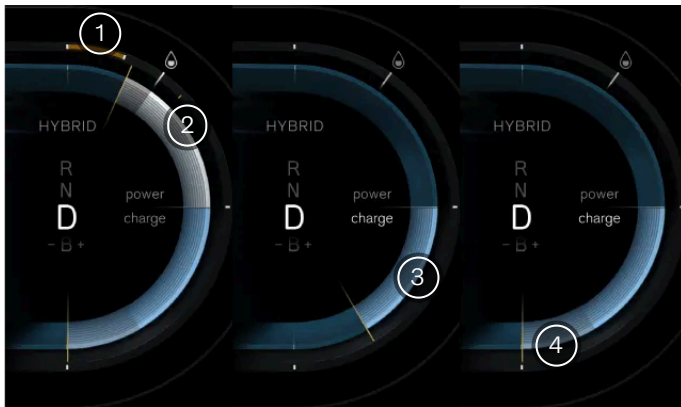 1
2
HYBRID
R
N
D
- B +
power
charge
HYBRID
R
N
D
- B +
power
charge
3
HYBRID
R
N
D
- B +
power
charge
4